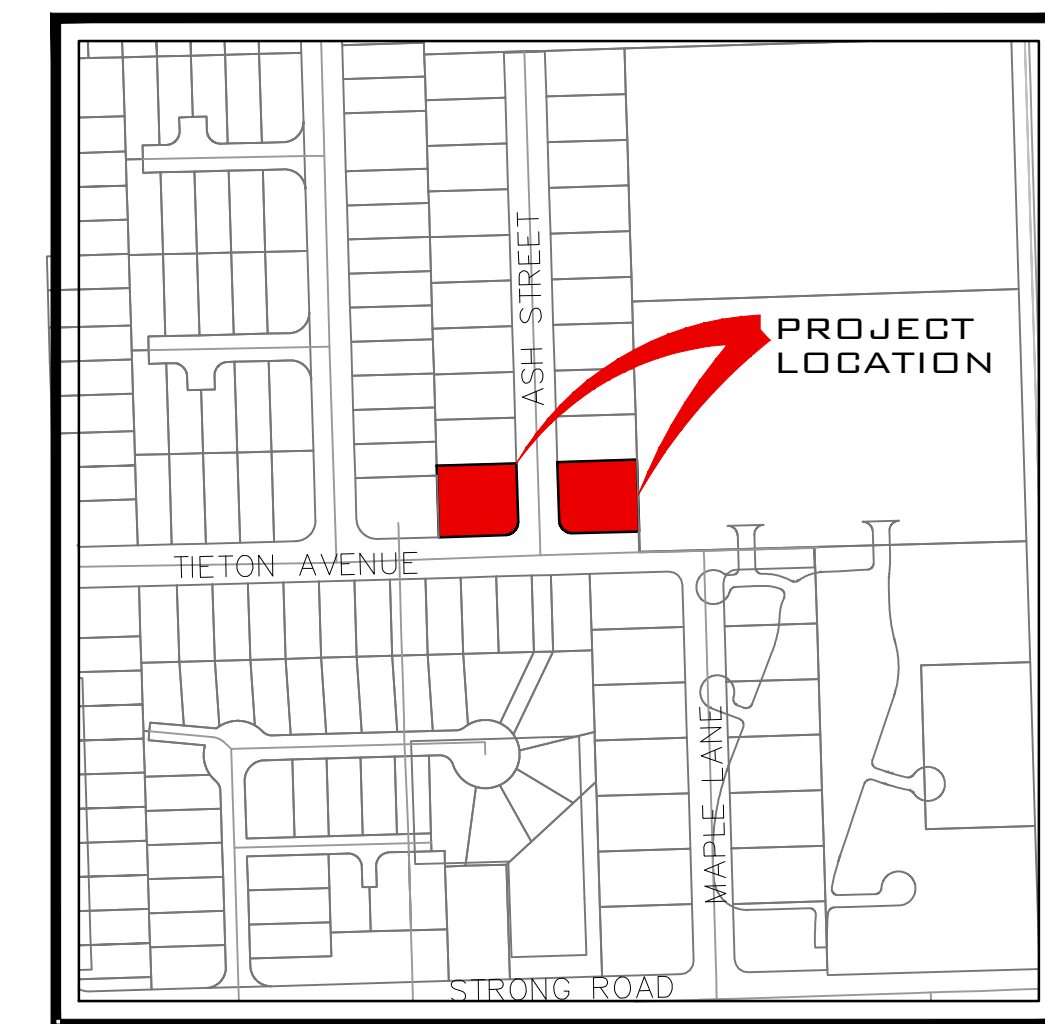 ASH STREET
PROJECT
LOCATION
TIETON AVENUE
MAPLE LANE
STRONG ROAD